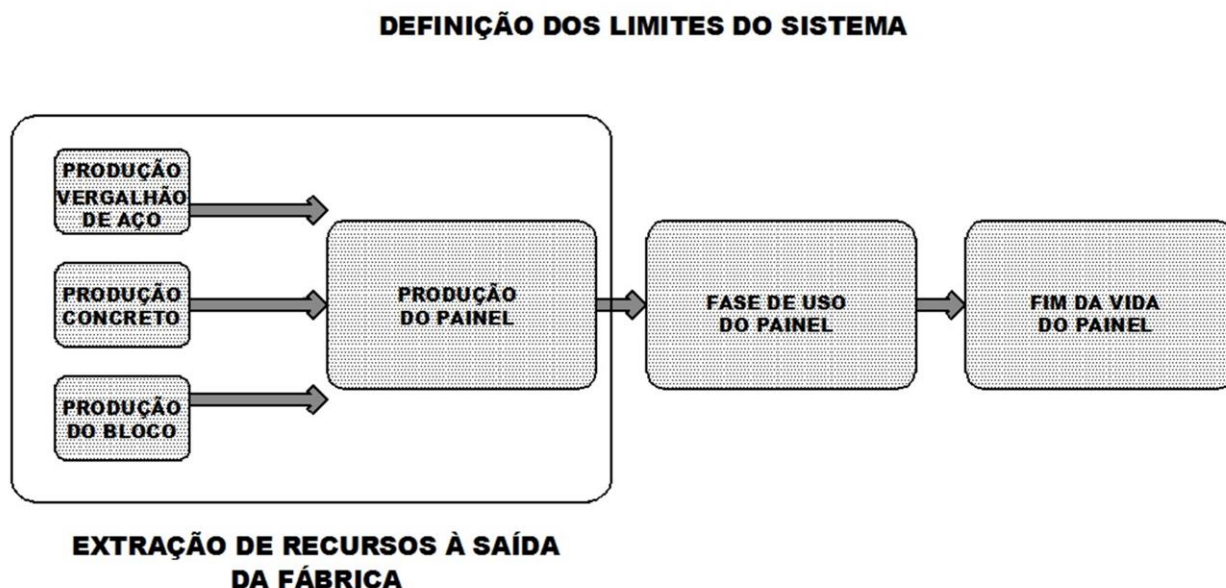 DEFINIÇÃO DOS LIMITES DO SISTEMA
PRODUÇÃO
VERGALHÃO
DE AÇO
PRODUÇÃO
CONCRETO
PRODUÇÃO
DO BLOCO
PRODUÇÃO
DO PAINEL
FASE DE USO
DO PAINEL
FIM DA VIDA
DO PAINEL
EXTRAÇÃO DE RECURSOS À SAÍDA
DA FÁBRICA